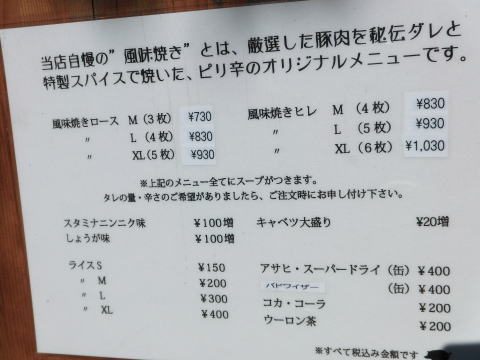 当店自慢の”風味焼き”とは、厳選した豚肉を秘伝ダレと
特製スパイスで焼いた、ピリ辛のオリジナルメニューです。
風味焼きロース M (3枚) ¥730
〃 L (4枚) ¥830
〃 XL(5枚) ¥930
風味焼きヒレ M (4枚) ¥830
〃 L (5枚) ¥930
〃 XL (6枚) ¥1,030
※上記のメニュー全てにスープがつきます。
タレの量・辛さのご希望がありましたら、ご注文時にお申し付け下さい。
スタミナニンニク味 ¥100増
しょうが味 ¥100増
キャベツ大盛り ¥20増
ライスS ¥150
〃 M ¥200
〃 L ¥300
〃 XL ¥400
アサヒ・スーパードライ (缶) ¥400
バドワイザー (缶) ¥400
コカ・コーラ ¥200
ウーロン茶 ¥200
※すべて税込み金額です